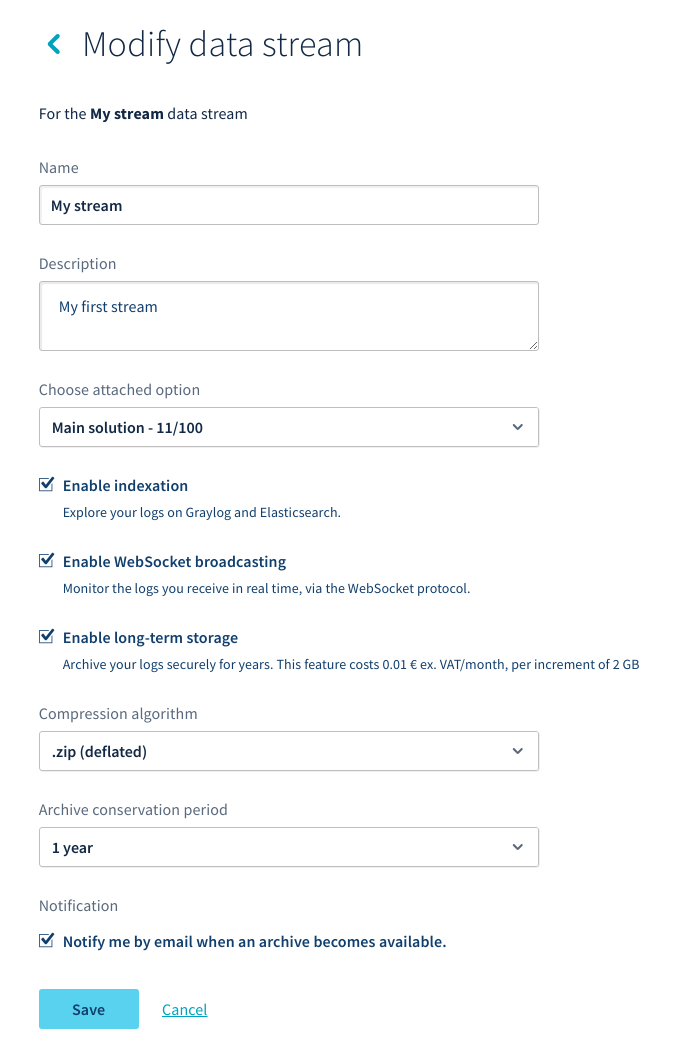 Modify data stream
For the My stream data stream
Name
My stream
Description
My first stream
Choose attached option
Main solution - 11/100
Enable indexation
Explore your logs on Graylog and Elasticsearch.
Enable WebSocket broadcasting
Monitor the logs you receive in real time, via the WebSocket protocol.
Enable long-term storage
Archive your logs securely for years. This feature costs 0.01 € ex. VAT/month, per increment of 2 GB
Compression algorithm
.zip (deflated)
Archive conservation period
1 year
Notification
Notify me by email when an archive becomes available.
Save Cancel